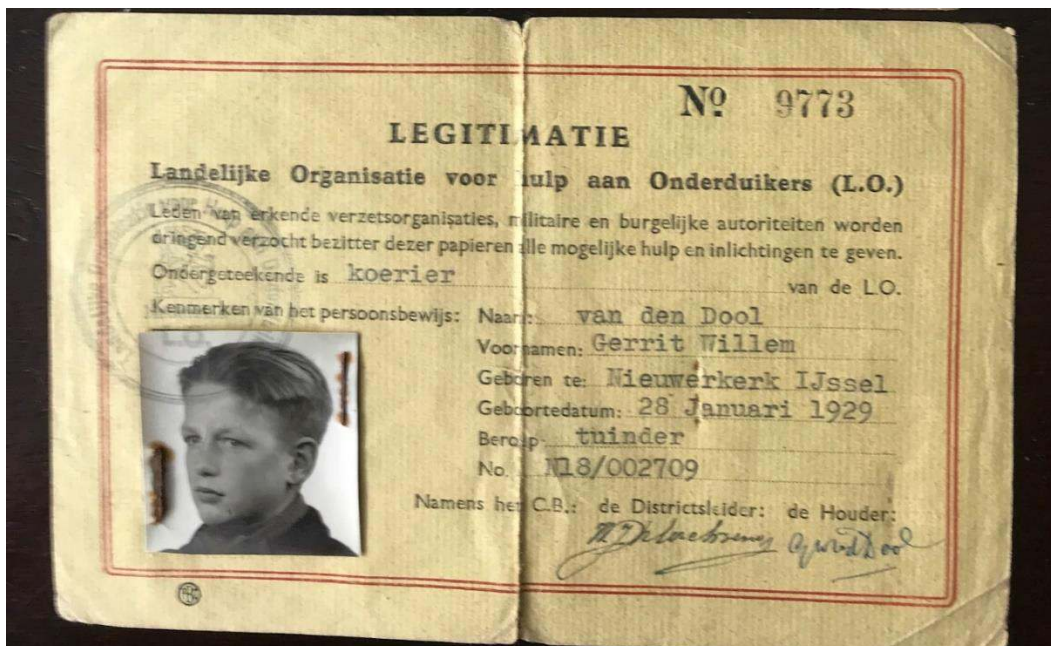 Nº 9773
LEGITIMATIE
Landelijke Organisatie voor hulp aan Onderduikers (L.O.)
Leden van erkende verzetsorganisaties, militaire en burgelijke autoriteiten worden
dringend verzocht bezitter dezer papieren alle mogelijke hulp en inlichtingen te geven.
Ondergeteekende is koerier van de L.O.
Kenmerken van het persoonsbewijs: Naam: van den Dool
Voornamen: Gerrit Willem
Geboren te: Nieuwerkerk IJssel
Geboortedatum: 28 Januari 1929
Beroep: tuinder
No. N18/002709
Namens het C.B.: de Districtsleider: de Houder:
GvandDool
L.O.